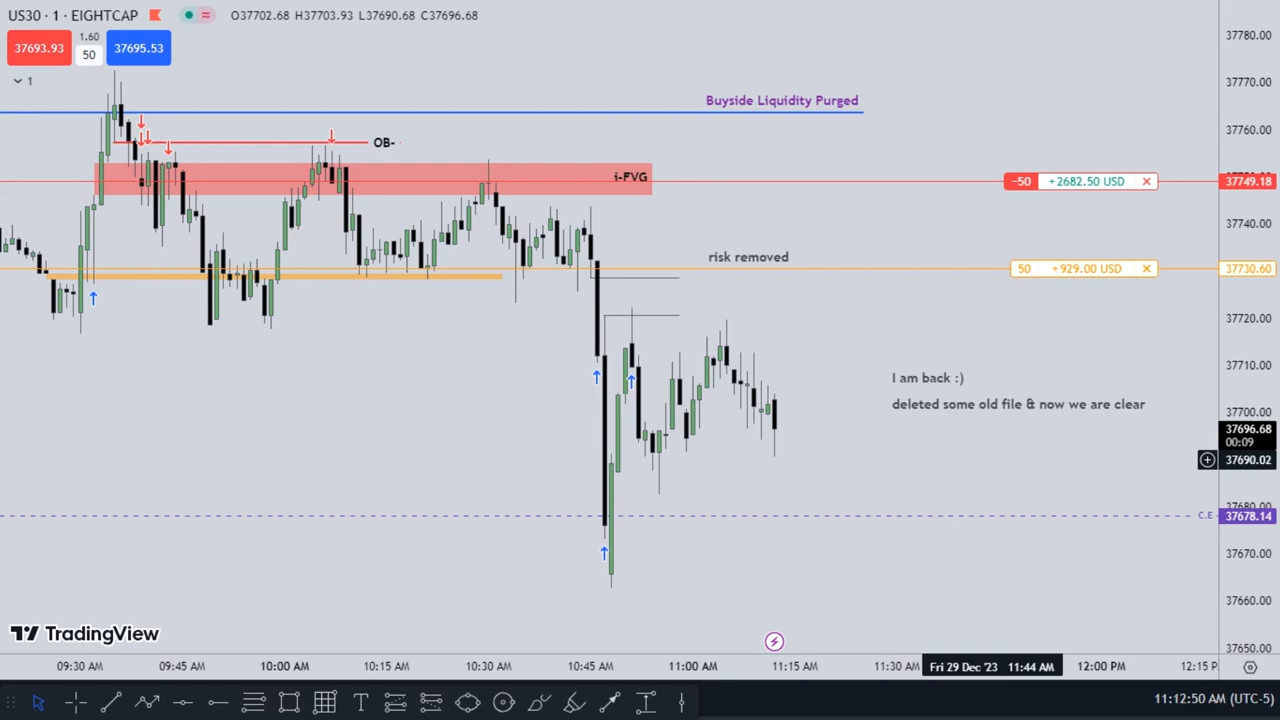 US30 · 1 · EIGHTCAP
O37702.68 H37703.93 L37690.68 C37696.68
37693.93
1.60
50
37695.53
1
37780.00
37770.00
Buyside Liquidity Purged
37760.00
OB-
i-FVG
−50
+2682.50 USD
37749.18
37740.00
risk removed
50
+929.00 USD
37730.60
37720.00
37710.00
I am back :)
deleted some old file & now we are clear
37700.00
37696.68
00:09
37690.02
37680.00
C.E
37678.14
37670.00
37660.00
TradingView
37650.00
09:30 AM 09:45 AM 10:00 AM 10:15 AM 10:30 AM 10:45 AM 11:00 AM 11:15 AM 11:30 AM Fri 29 Dec '23 11:44 AM 12:00 PM 12:15 P
11:12:50 AM (UTC-5)